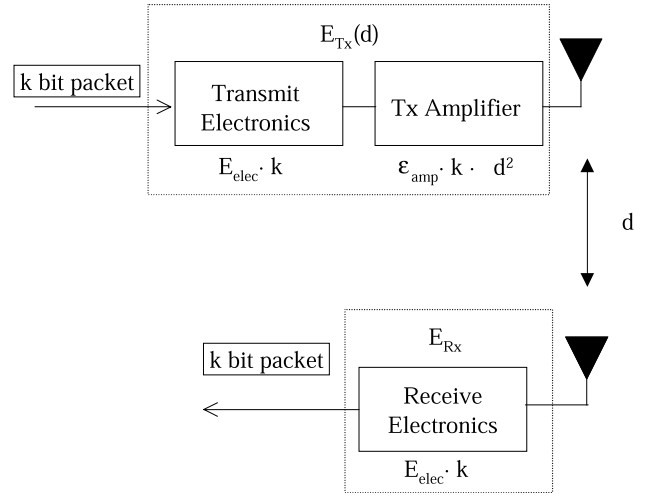 E_Tx(d)
k bit packet
Transmit
Electronics
Tx Amplifier
E_elec · k
ε_amp · k · d²
d
E_Rx
k bit packet
Receive
Electronics
E_elec · k